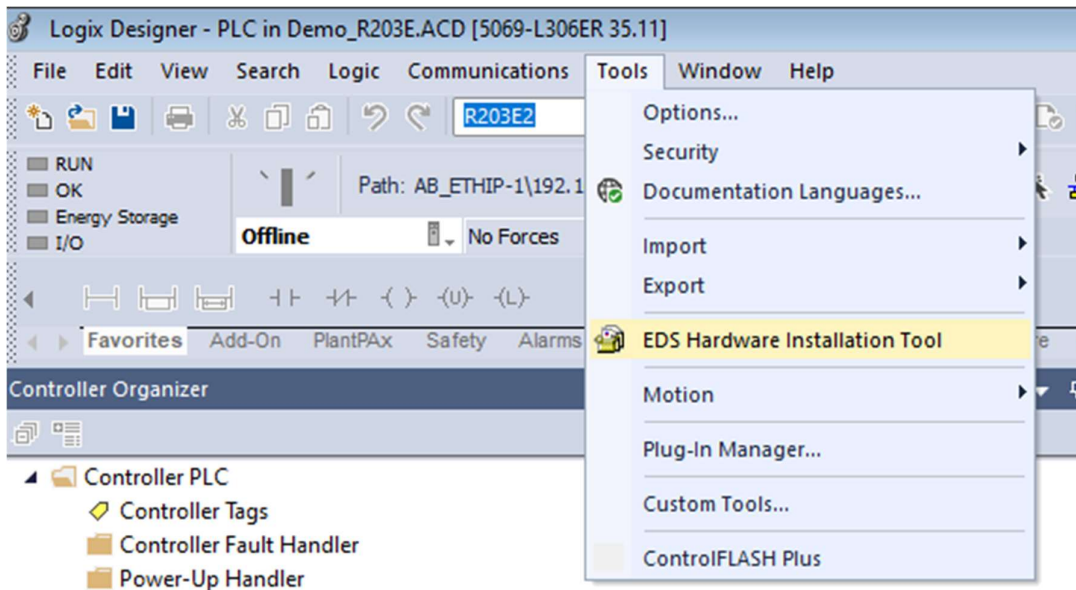 Logix Designer - PLC in Demo_R203E.ACD [5069-L306ER 35.11]
File Edit View Search Logic Communications Tools Window Help
R203E2
RUN
OK
Energy Storage
I/O
Path: AB_ETHIP-1\192.1
Offline
No Forces
(U) (L)
Favorites Add-On PlantPAx Safety Alarms
Controller Organizer
Controller PLC
Controller Tags
Controller Fault Handler
Power-Up Handler
Options...
Security
Documentation Languages...
Import
Export
EDS Hardware Installation Tool
Motion
Plug-In Manager...
Custom Tools...
ControlFLASH Plus